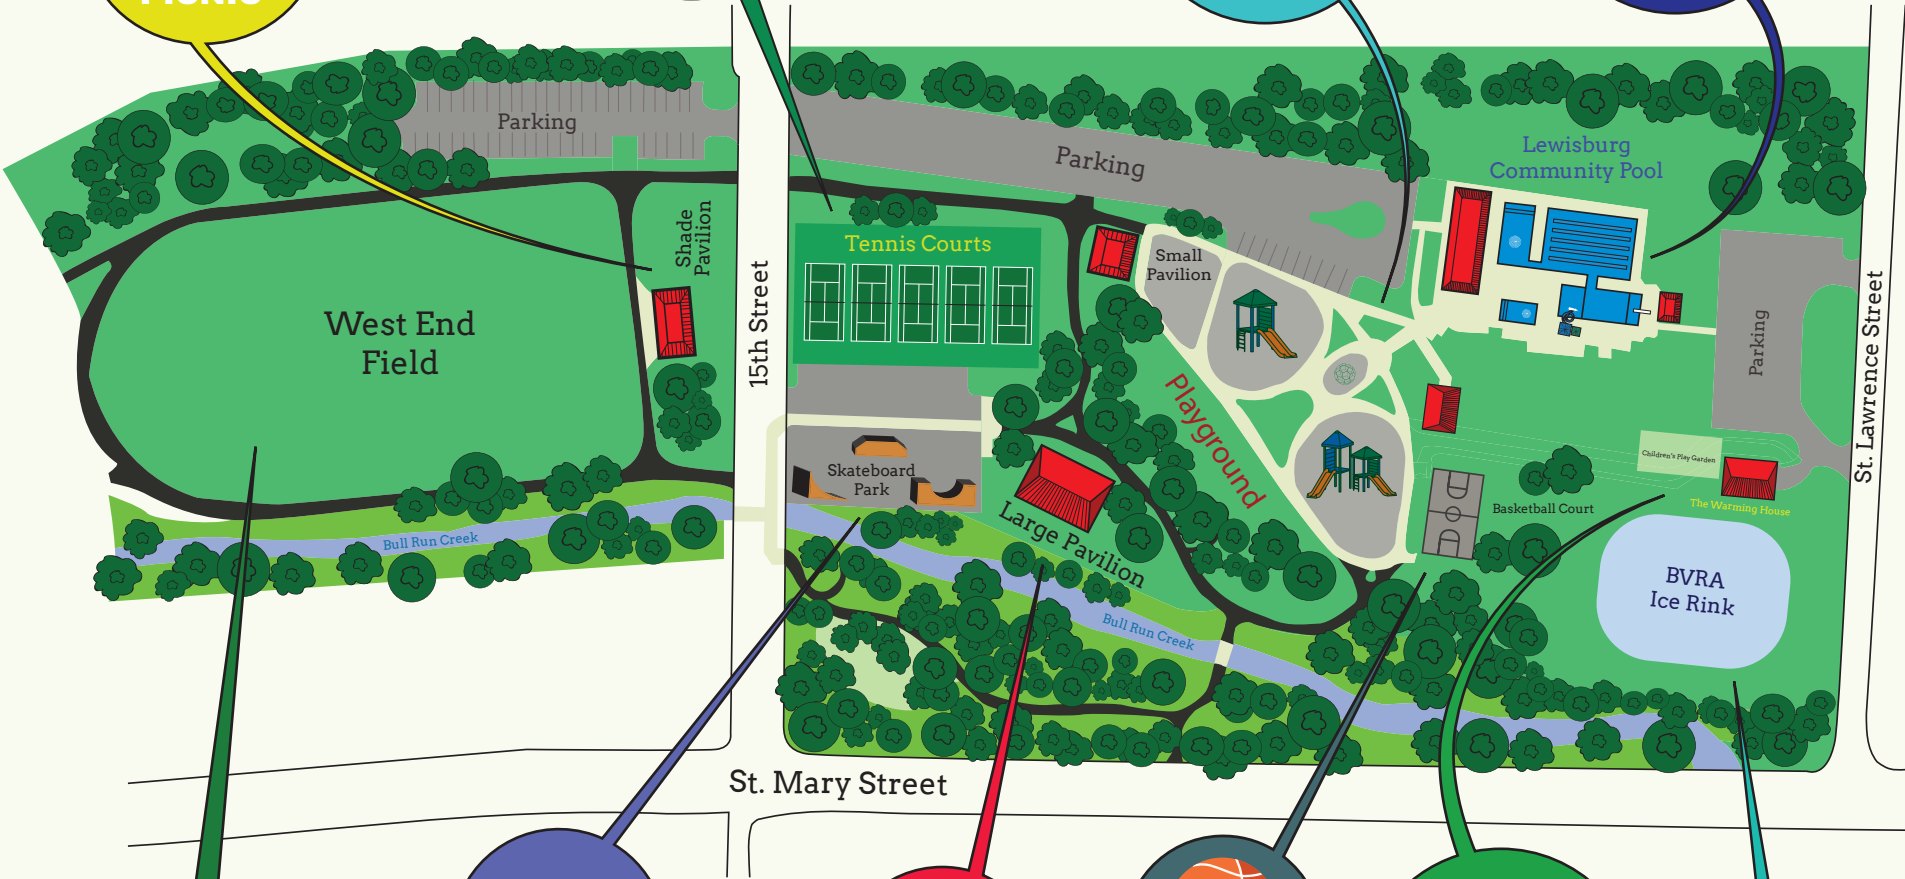 PICNIC
Parking
Parking
Lewisburg
Community Pool
Shade
Pavilion
Tennis Courts
Small
Pavilion
15th Street
West End
Field
Parking
St. Lawrence Street
Playground
Skateboard
Park
Children's Play Garden
The Warming House
Basketball Court
Large Pavilion
Bull Run Creek
BVRA
Ice Rink
Bull Run Creek
St. Mary Street